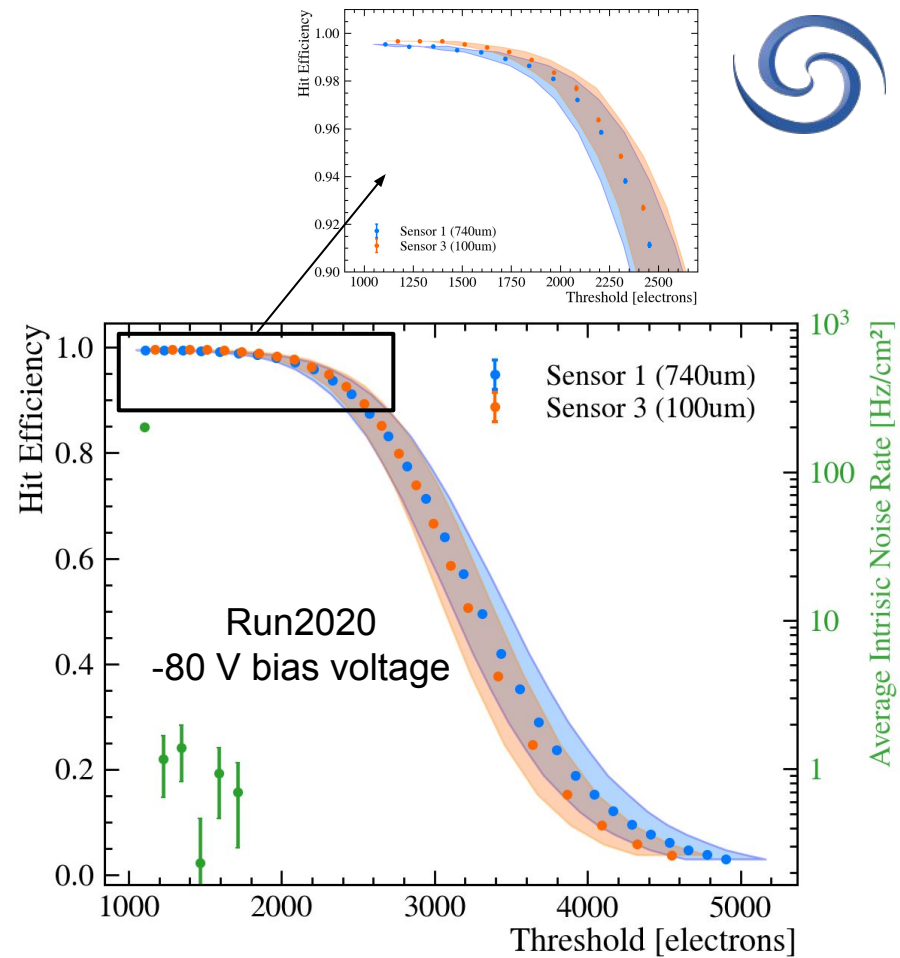 Hit Efficiency
1.00
0.98
0.96
0.94
0.92
0.90
Sensor 1 (740um)
Sensor 3 (100um)
1000 1250 1500 1750 2000 2250 2500
Threshold [electrons]
Hit Efficiency
1.0
0.8
0.6
0.4
0.2
0.0
Sensor 1 (740um)
Sensor 3 (100um)
Run2020
-80 V bias voltage
10³
100
10
1
Average Intrisic Noise Rate [Hz/cm²]
1000 2000 3000 4000 5000
Threshold [electrons]